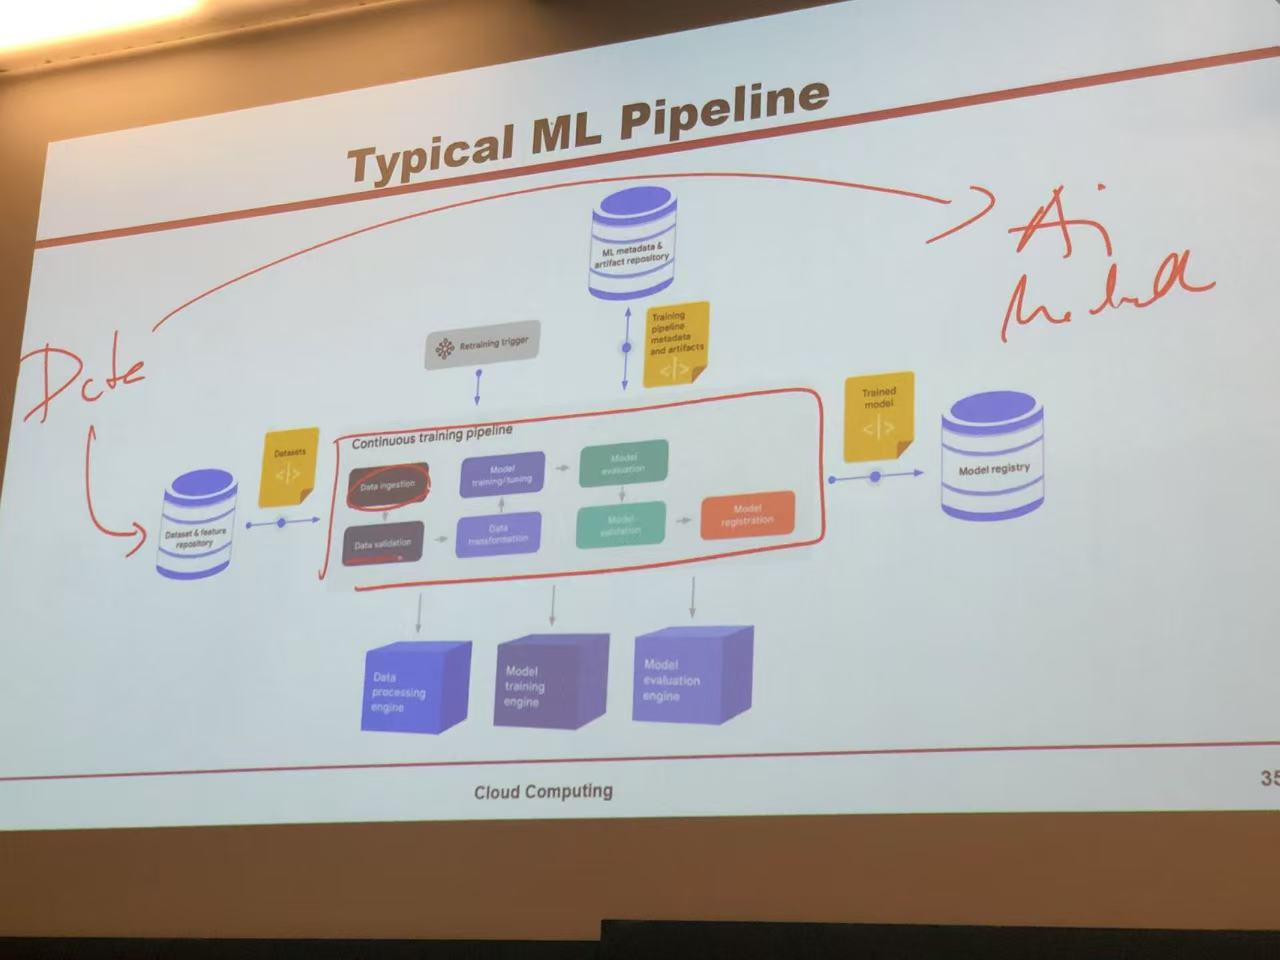 Typical ML Pipeline
ML metadata &
artifact repository
Ai
Data
Retraining trigger
Training
pipeline
metadata
and artifacts
</>
Datasets
</>
Dataset & feature
repository
Continuous training pipeline
Data ingestion
Data validation
Model
training/tuning
Data
transformation
Model
evaluation
Model
validation
Model
registration
Trained
model
</>
Model registry
Data
processing
engine
Model
training
engine
Model
evaluation
engine
Cloud Computing
35